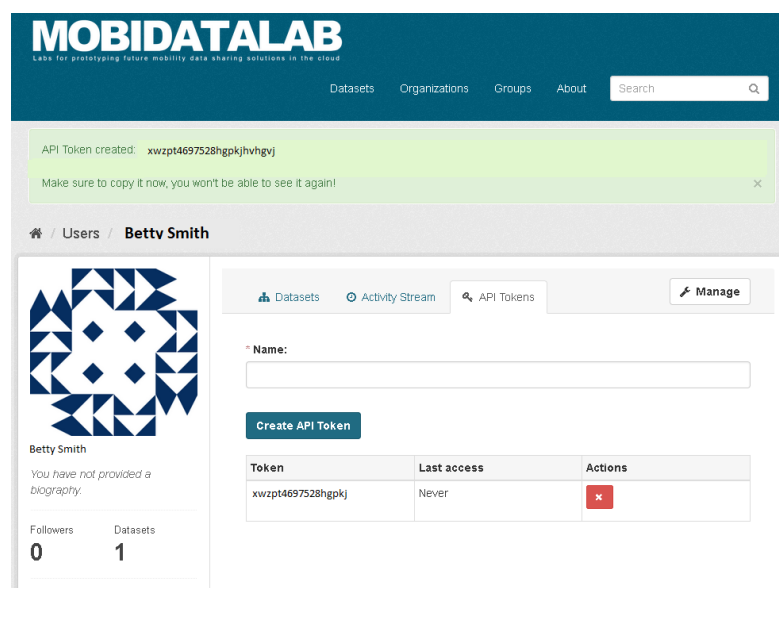 MOBIDATALAB
Labs for prototyping future mobility data sharing solutions in the cloud
Datasets Organizations Groups About Search
API Token created: xwzpt4697528hgpkjhvhgvj
Make sure to copy it now, you won't be able to see it again! ×
/ Users / Betty Smith
Datasets Activity Stream API Tokens Manage
* Name:
Create API Token
Betty Smith
You have not provided a
biography.
Token Last access Actions
xwzpt4697528hgpkj Never
Followers Datasets
0 1